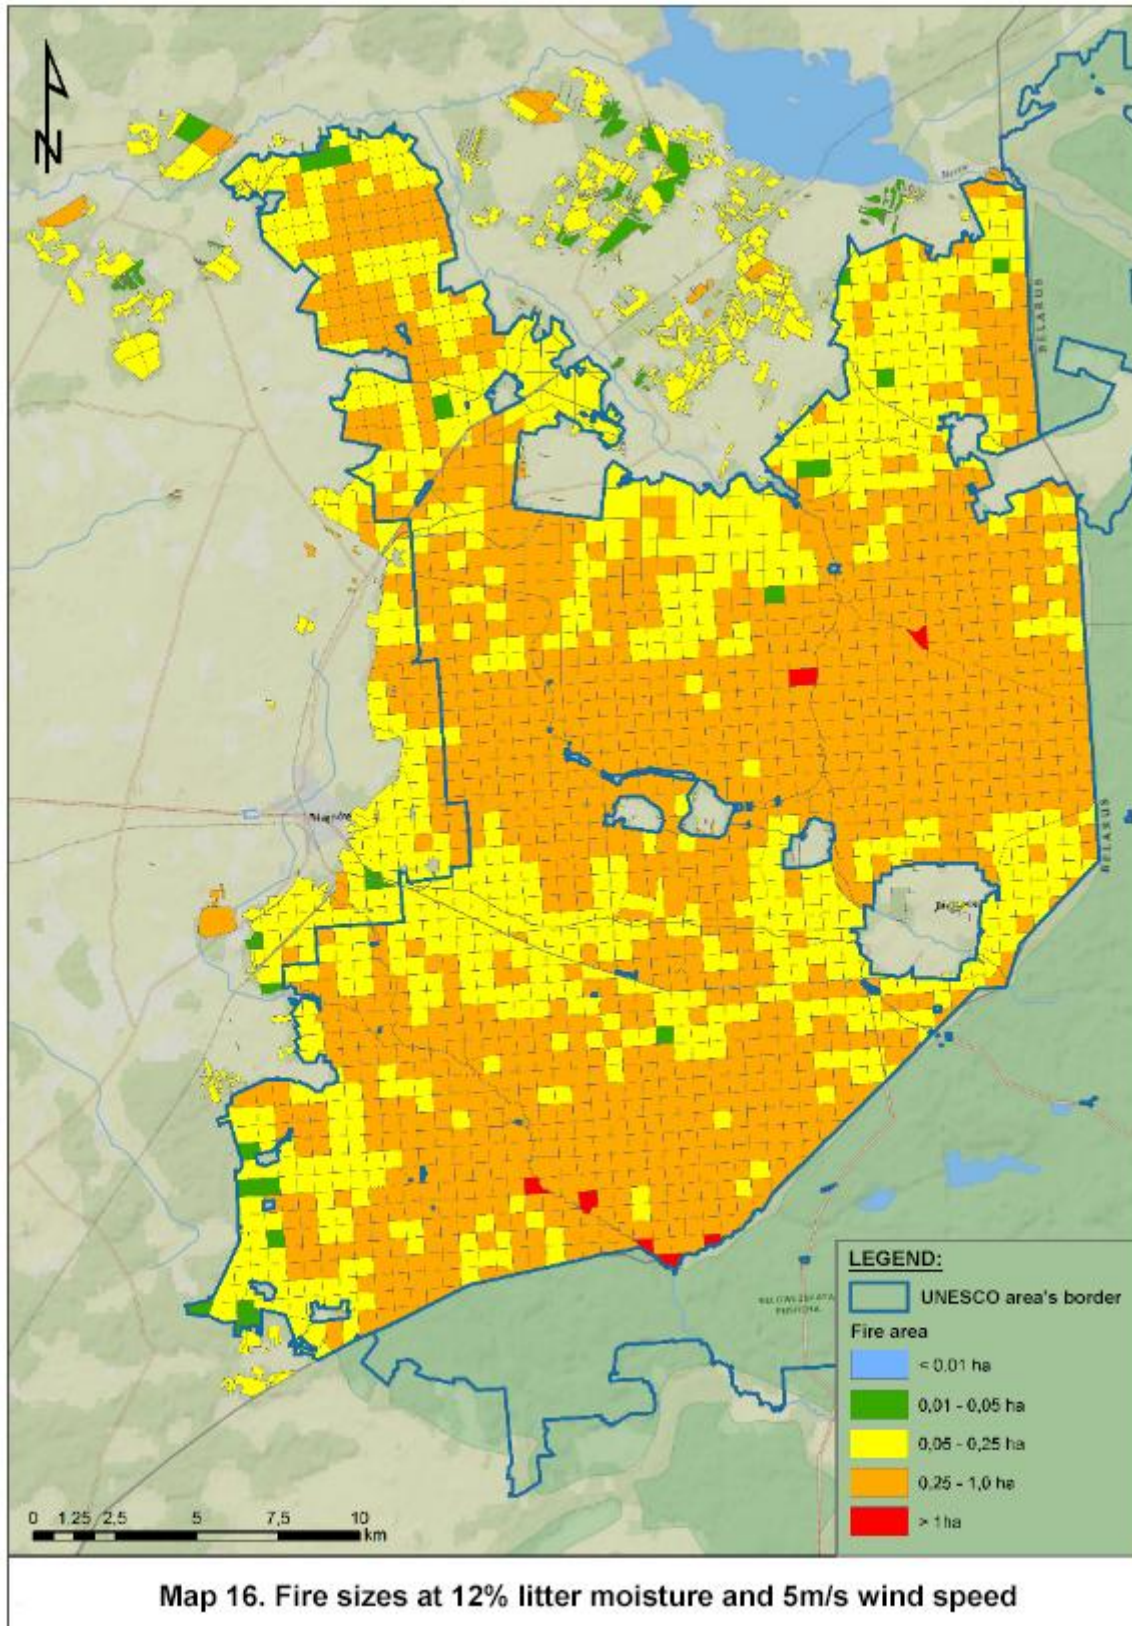 N
BELARUS
BELARUS
LEGEND:
UNESCO area's border
Fire area
< 0.01 ha
0,01 - 0,05 ha
0,05 - 0,25 ha
0,25 - 1,0 ha
> 1ha
0 1,25 2,5 5 7,5 10
km
Map 16. Fire sizes at 12% litter moisture and 5m/s wind speed